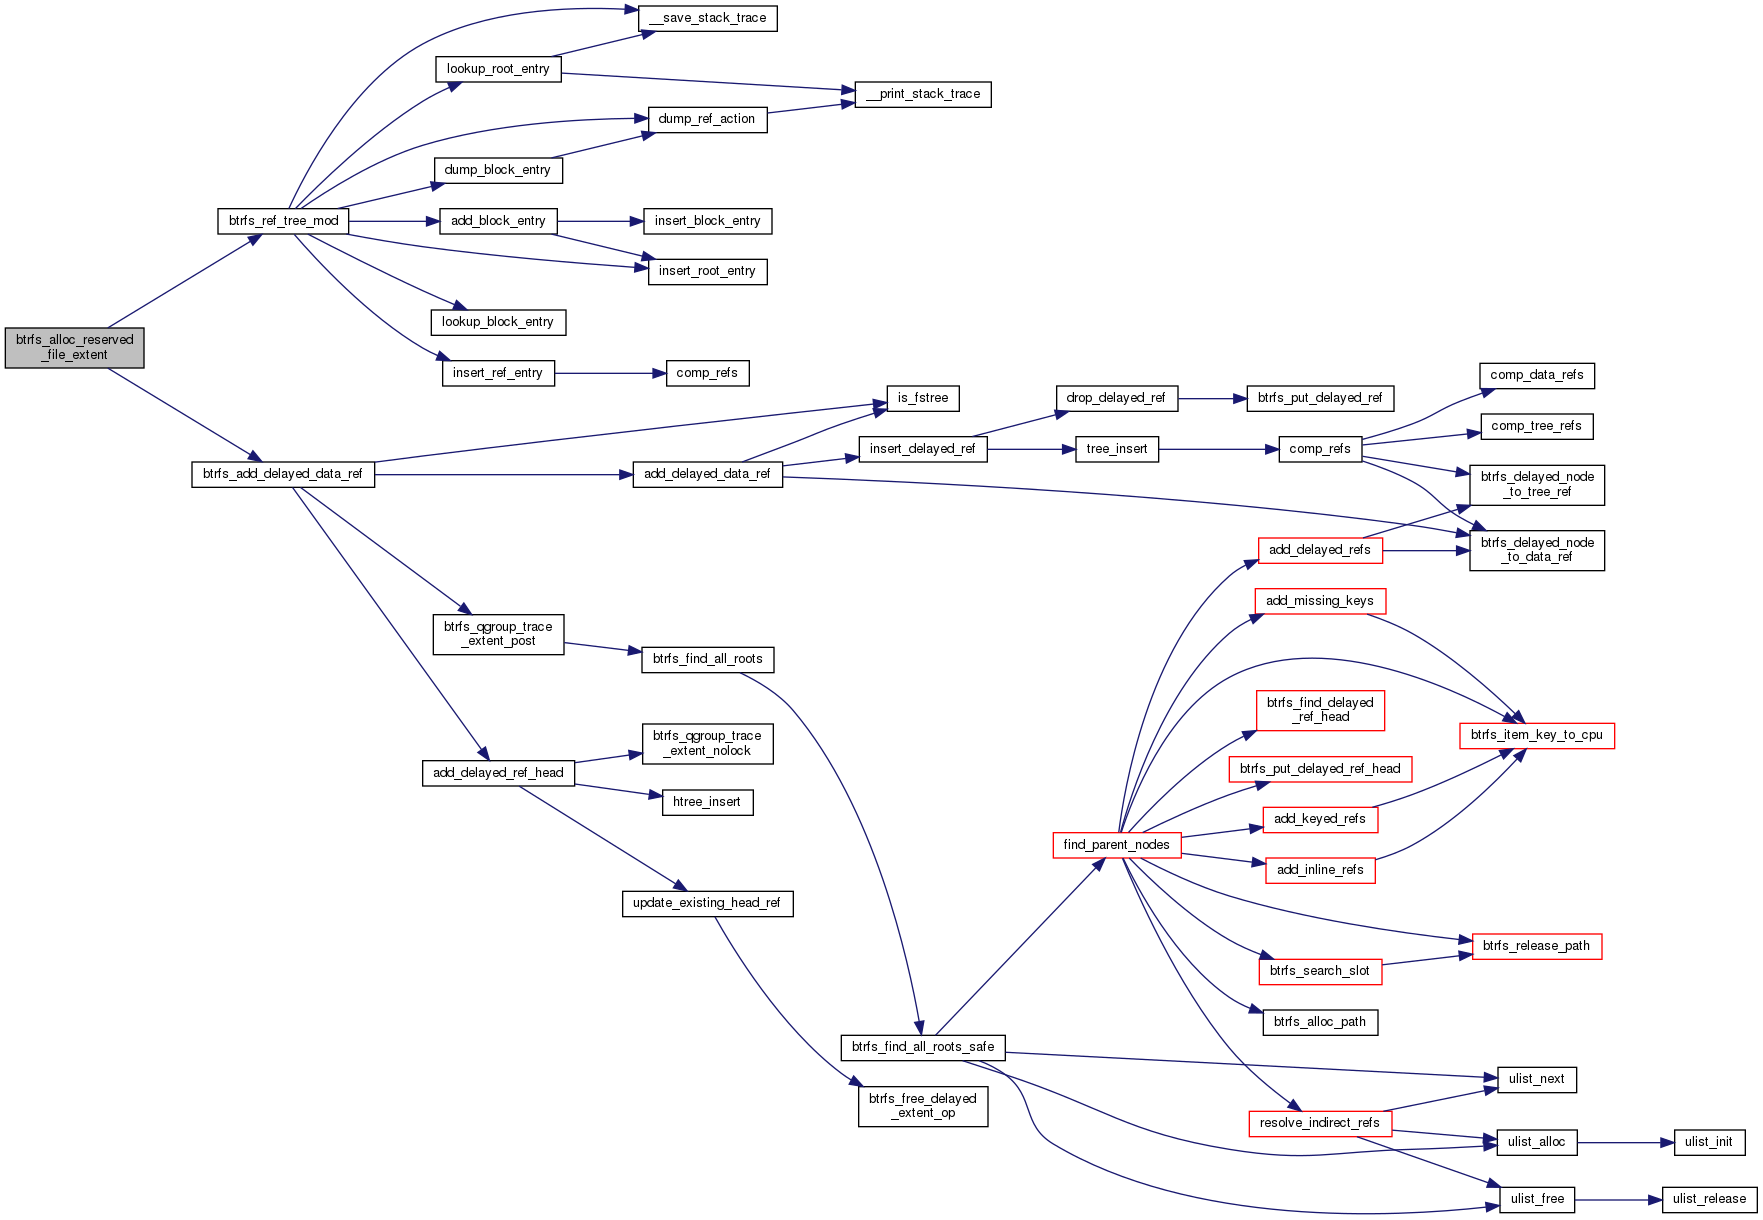 __save_stack_trace
lookup_root_entry
__print_stack_trace
dump_ref_action
dump_block_entry
btrfs_ref_tree_mod
add_block_entry
insert_block_entry
insert_root_entry
lookup_block_entry
btrfs_alloc_reserved
_file_extent
insert_ref_entry
comp_refs
comp_data_refs
is_fstree
drop_delayed_ref
btrfs_put_delayed_ref
comp_tree_refs
insert_delayed_ref
tree_insert
comp_refs
btrfs_add_delayed_data_ref
add_delayed_data_ref
btrfs_delayed_node
_to_tree_ref
add_delayed_refs
btrfs_delayed_node
_to_data_ref
add_missing_keys
btrfs_qgroup_trace
_extent_post
btrfs_find_all_roots
btrfs_find_delayed
_ref_head
btrfs_item_key_to_cpu
btrfs_qgroup_trace
_extent_nolock
add_delayed_ref_head
btrfs_put_delayed_ref_head
htree_insert
add_keyed_refs
find_parent_nodes
add_inline_refs
update_existing_head_ref
btrfs_release_path
btrfs_search_slot
btrfs_alloc_path
btrfs_find_all_roots_safe
ulist_next
btrfs_free_delayed
_extent_op
resolve_indirect_refs
ulist_alloc
ulist_init
ulist_free
ulist_release